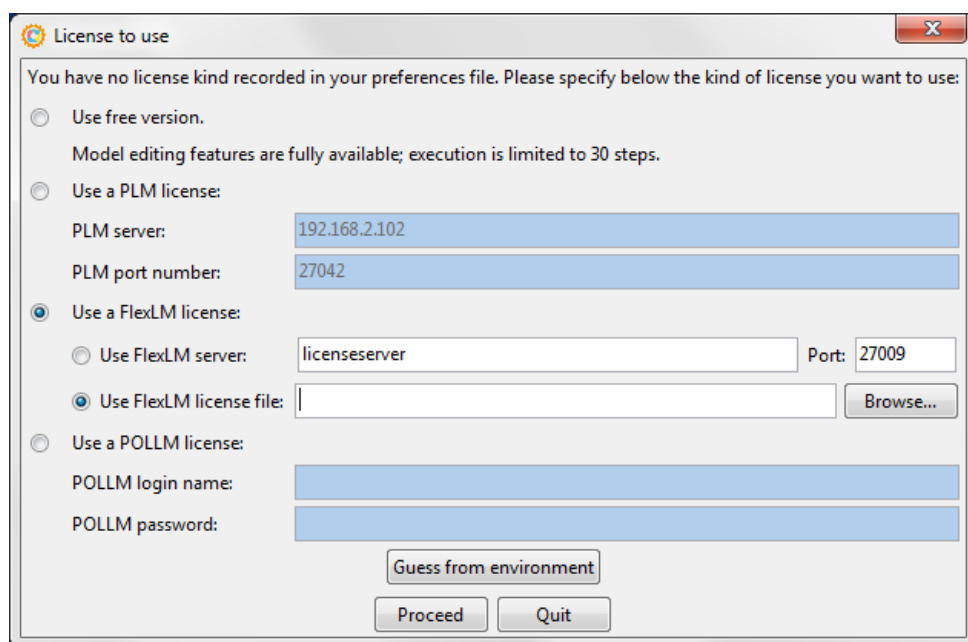 License to use
You have no license kind recorded in your preferences file. Please specify below the kind of license you want to use:
Use free version.
Model editing features are fully available; execution is limited to 30 steps.
Use a PLM license:
PLM server: 192.168.2.102
PLM port number: 27042
Use a FlexLM license:
Use FlexLM server: licenseserver Port: 27009
Use FlexLM license file: Browse...
Use a POLLM license:
POLLM login name:
POLLM password:
Guess from environment
Proceed Quit